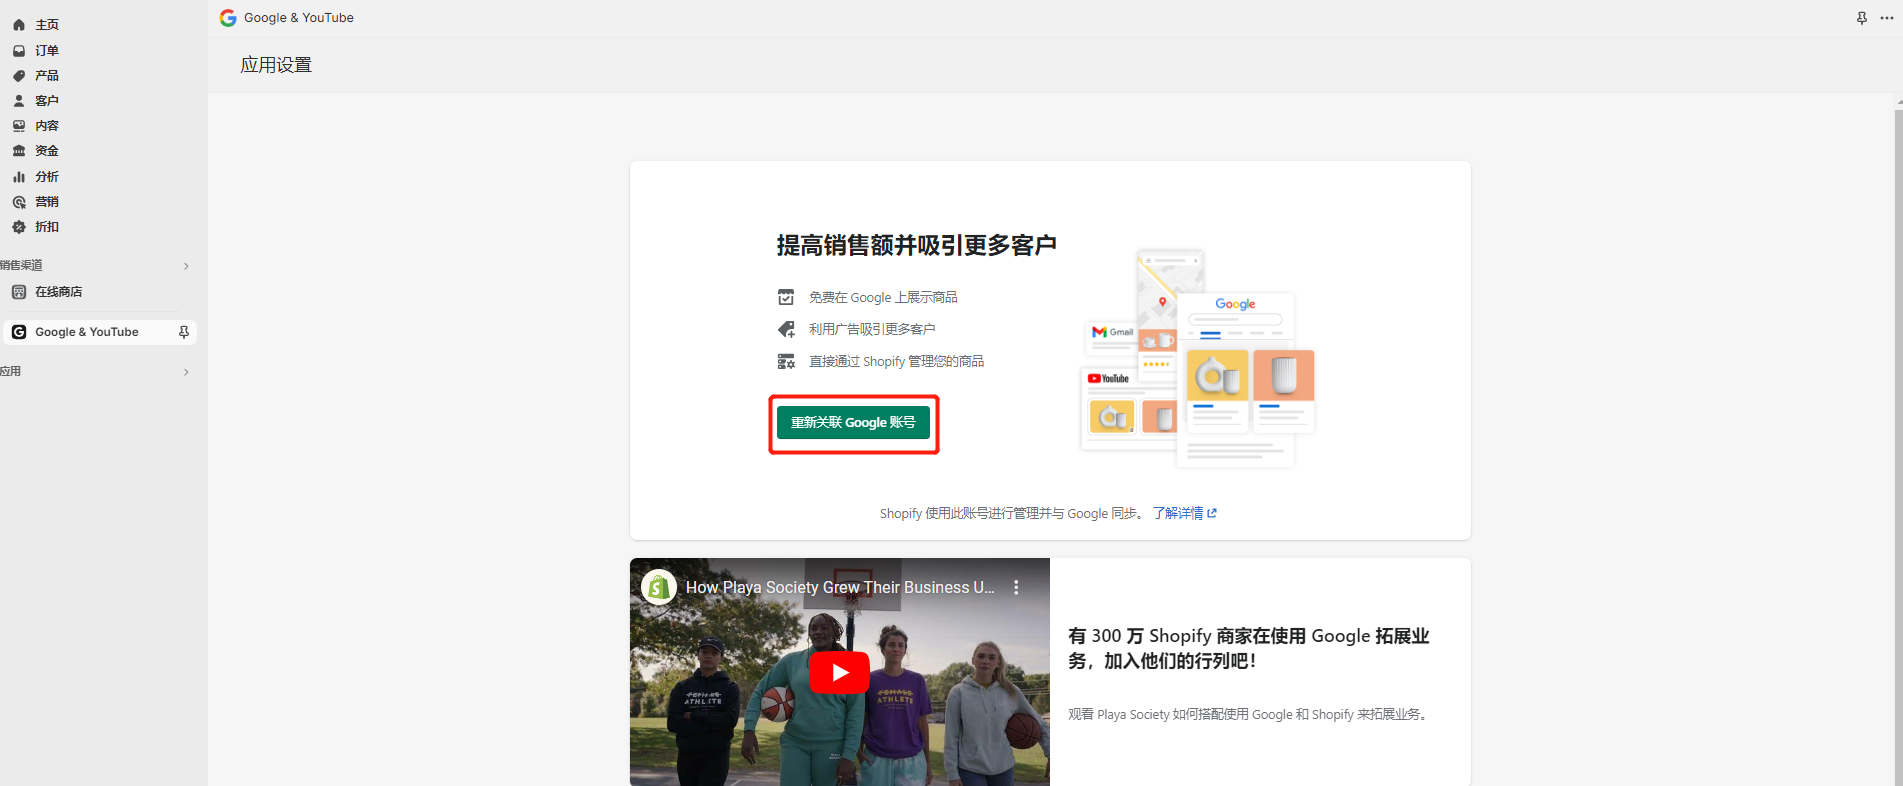 主页
订单
产品
客户
内容
资金
分析
营销
折扣
销售渠道
在线商店
Google & YouTube
应用
Google & YouTube
应用设置
提高销售额并吸引更多客户
免费在 Google 上展示商品
利用广告吸引更多客户
直接通过 Shopify 管理您的商品
重新关联 Google 账号
Gmail
Google
YouTube
Shopify 使用此账号进行管理并与 Google 同步。 了解详情
How Playa Society Grew Their Business U...
FEMALE
ATHLETE
FEMALE
ATHLETE
有 300 万 Shopify 商家在使用 Google 拓展业
务，加入他们的行列吧！
观看 Playa Society 如何搭配使用 Google 和 Shopify 来拓展业务。